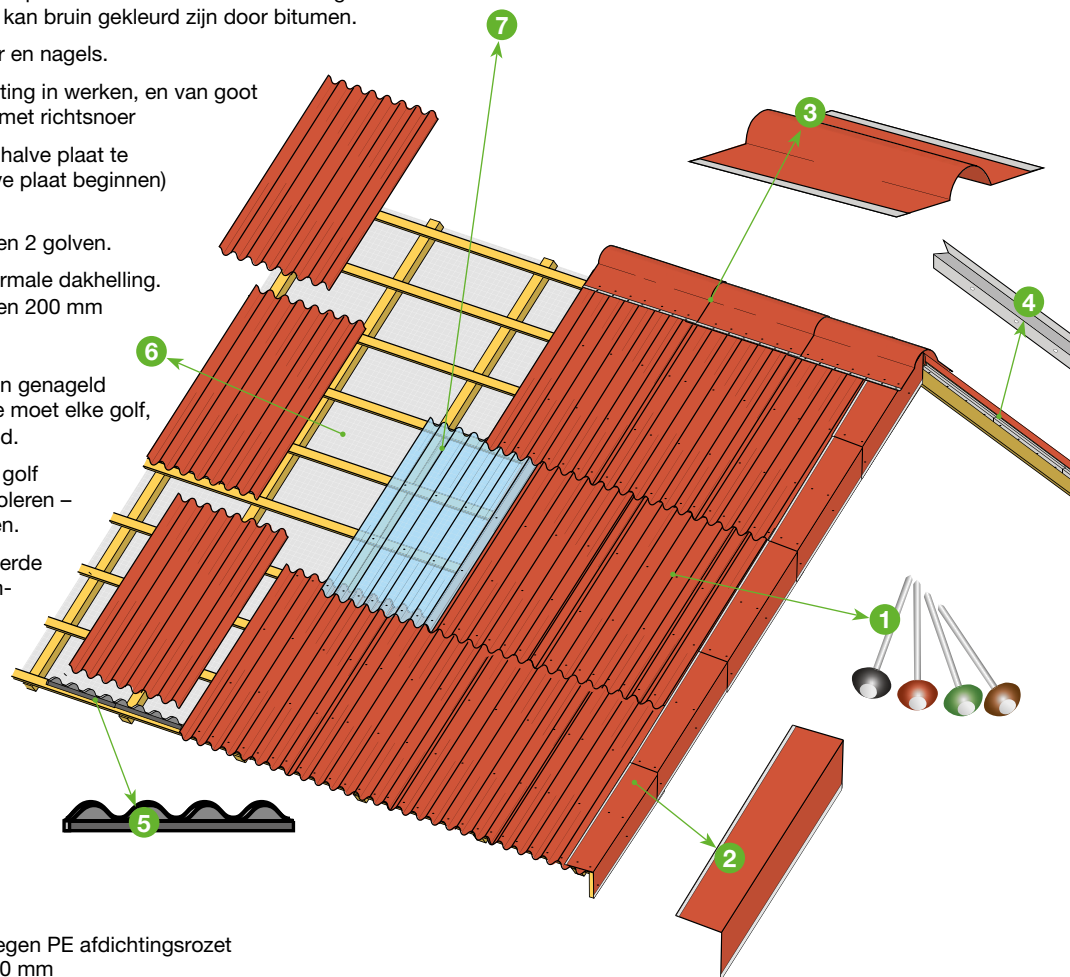 kan bruin gekleurd zijn door bitumen.
en nagels.
ting in werken, en van goot
met richtsnoer
halve plaat te
ve plaat beginnen)
en 2 golven.
rmale dakhelling.
en 200 mm
n genageld
e moet elke golf,
d.
golf
oleren –
en.
erde
n-
egen PE afdichtingsrozet
0 mm
7
3
4
6
1
5
2